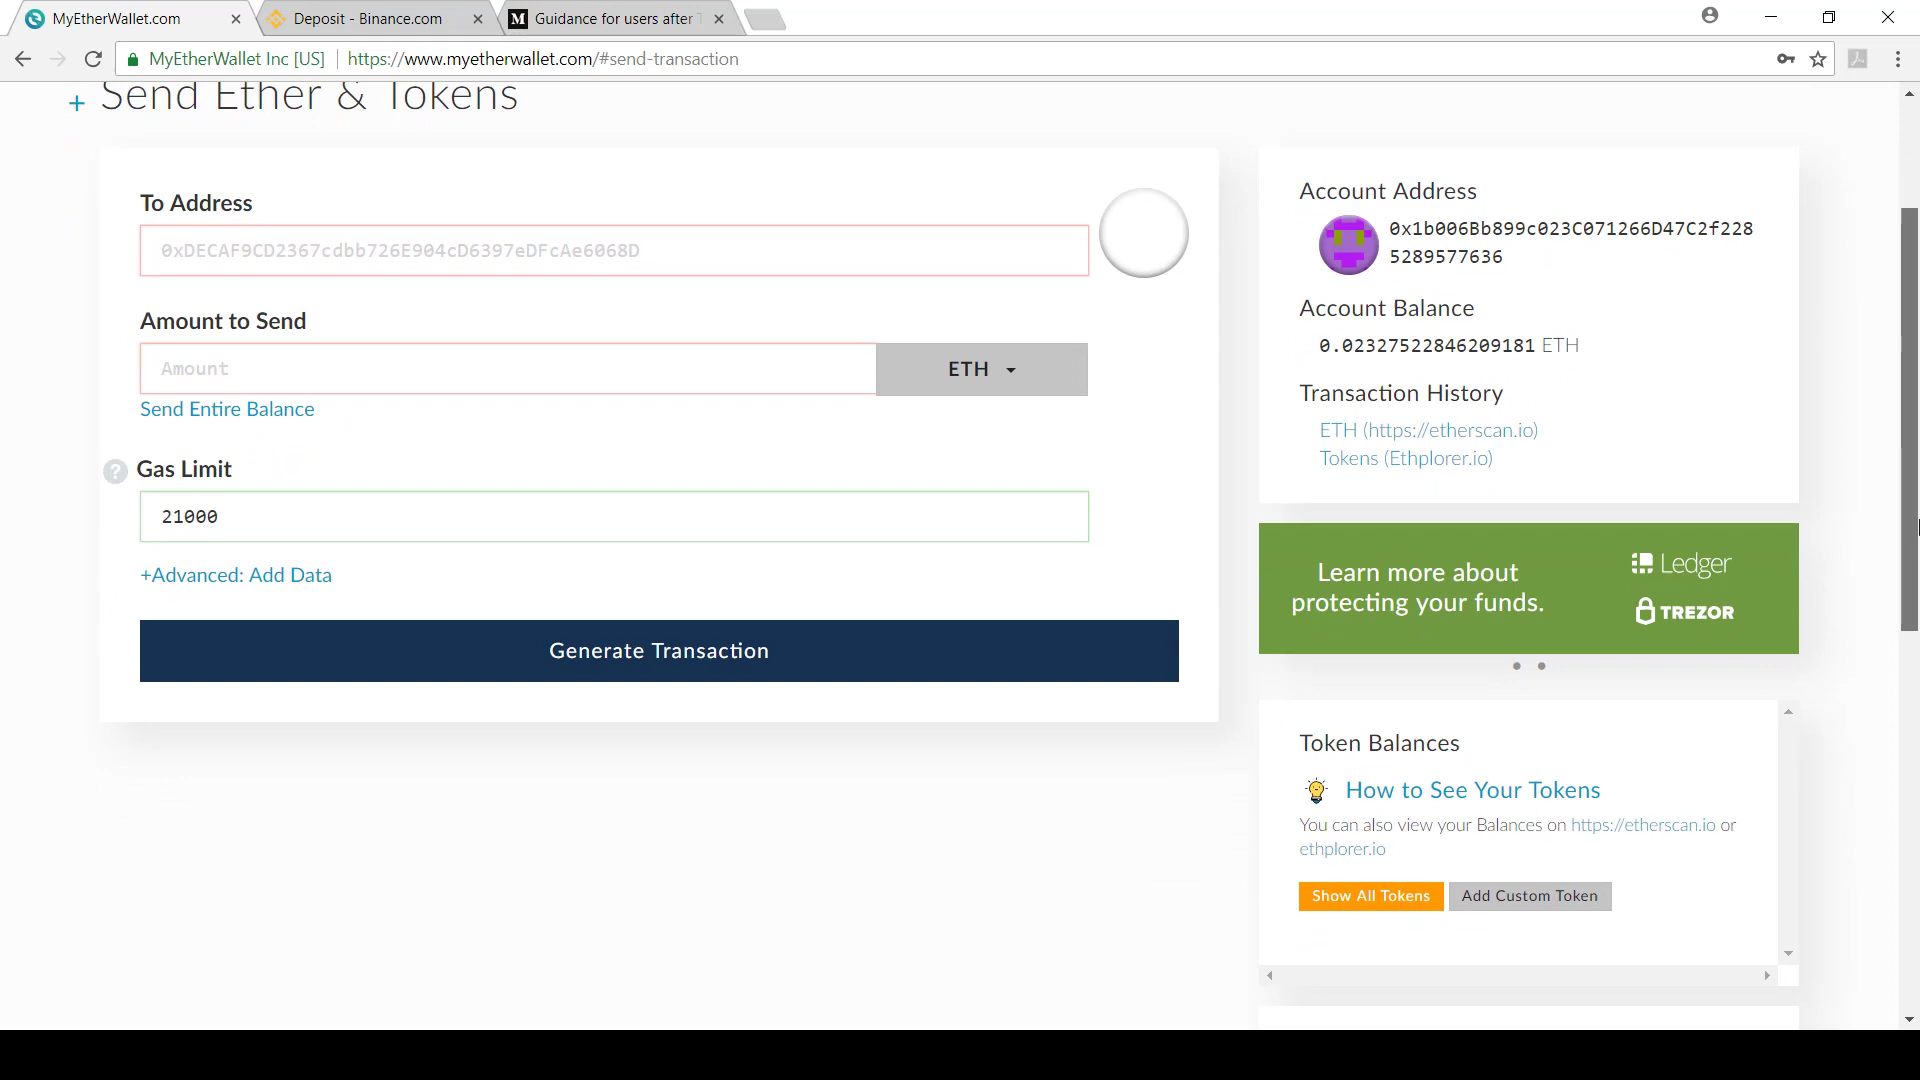 MyEtherWallet.com
Deposit - Binance.com
Guidance for users after
MyEtherWallet Inc [US]
https://www.myetherwallet.com/#send-transaction
+ Send Ether & Tokens
To Address
0xDECAF9CD2367cdbb726E904cD6397eDFcAe6068D
Amount to Send
Amount
ETH
Send Entire Balance
? Gas Limit
21000
+Advanced: Add Data
Generate Transaction
Account Address
0x1b006Bb899c023C071266D47C2f228
5289577636
Account Balance
0.02327522846209181 ETH
Transaction History
ETH (https://etherscan.io)
Tokens (Ethplorer.io)
Learn more about
protecting your funds.
Ledger
TREZOR
Token Balances
How to See Your Tokens
You can also view your Balances on https://etherscan.io or
ethplorer.io
Show All Tokens
Add Custom Token